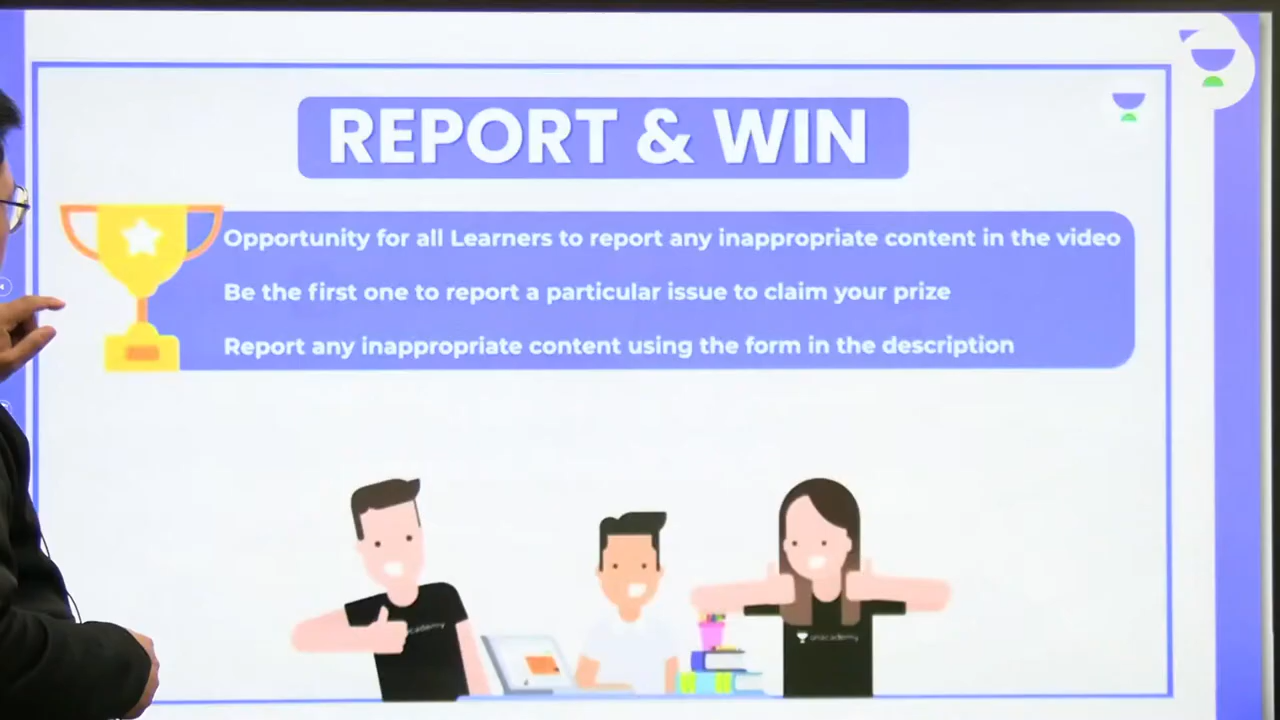 REPORT & WIN
Opportunity for all Learners to report any inappropriate content in the video
Be the first one to report a particular issue to claim your prize
Report any inappropriate content using the form in the description
unacademy